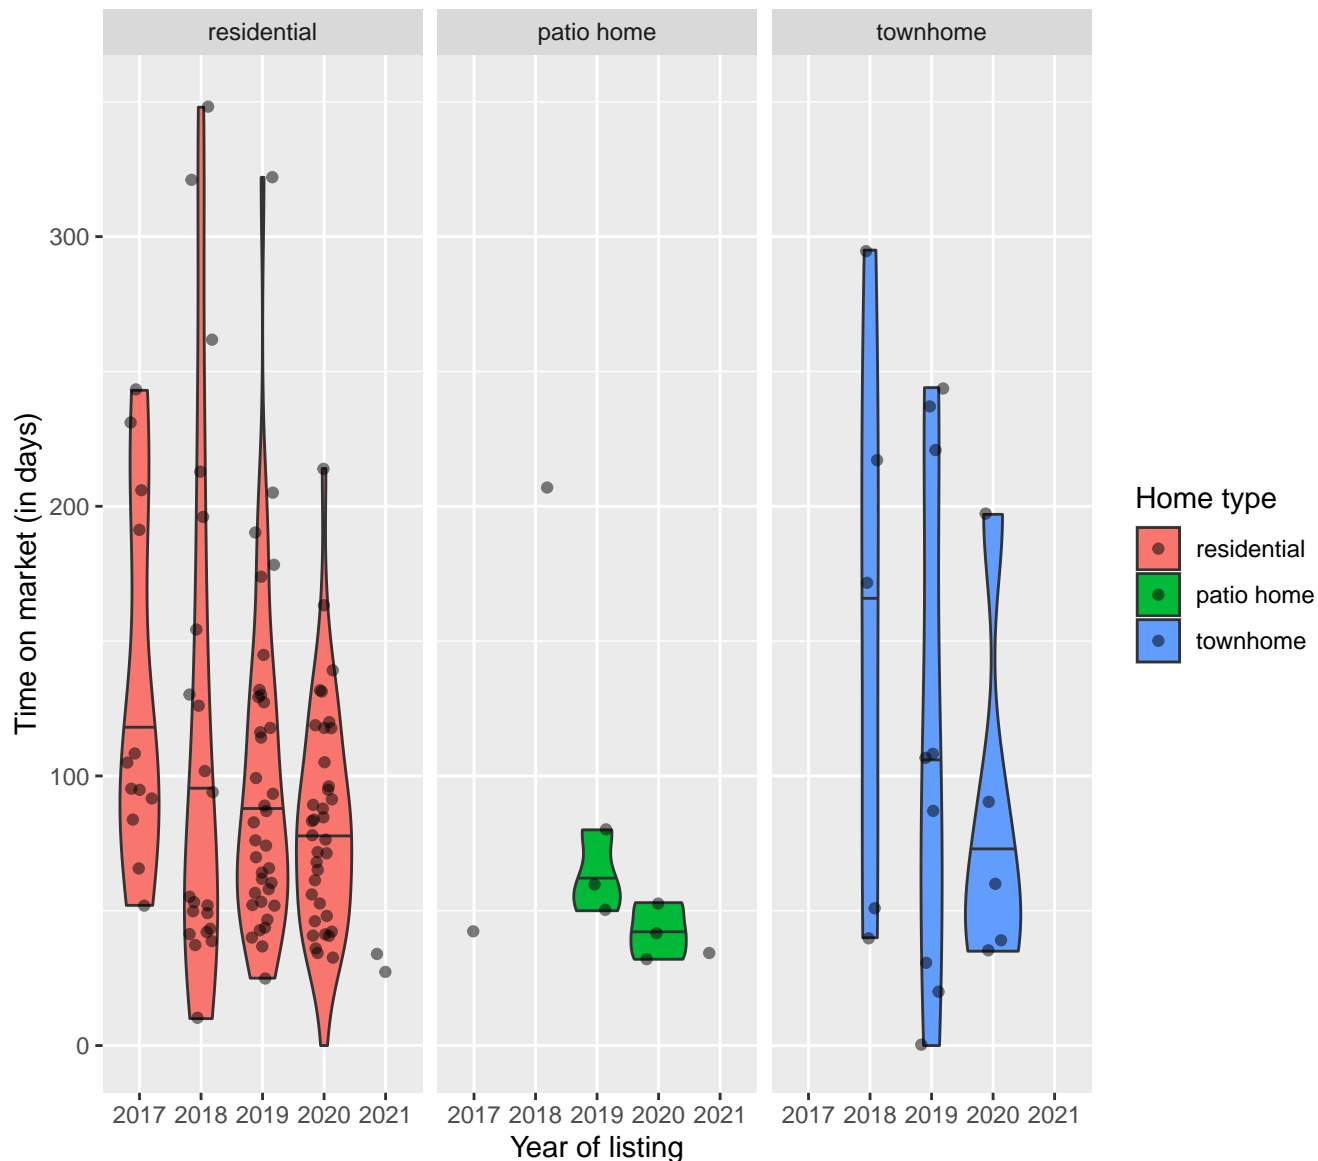 residential patio home townhome
Time on market (in days)
300
200
100
0
2017 2018 2019 2020 2021 2017 2018 2019 2020 2021 2017 2018 2019 2020 2021
Year of listing
Home type
residential
patio home
townhome